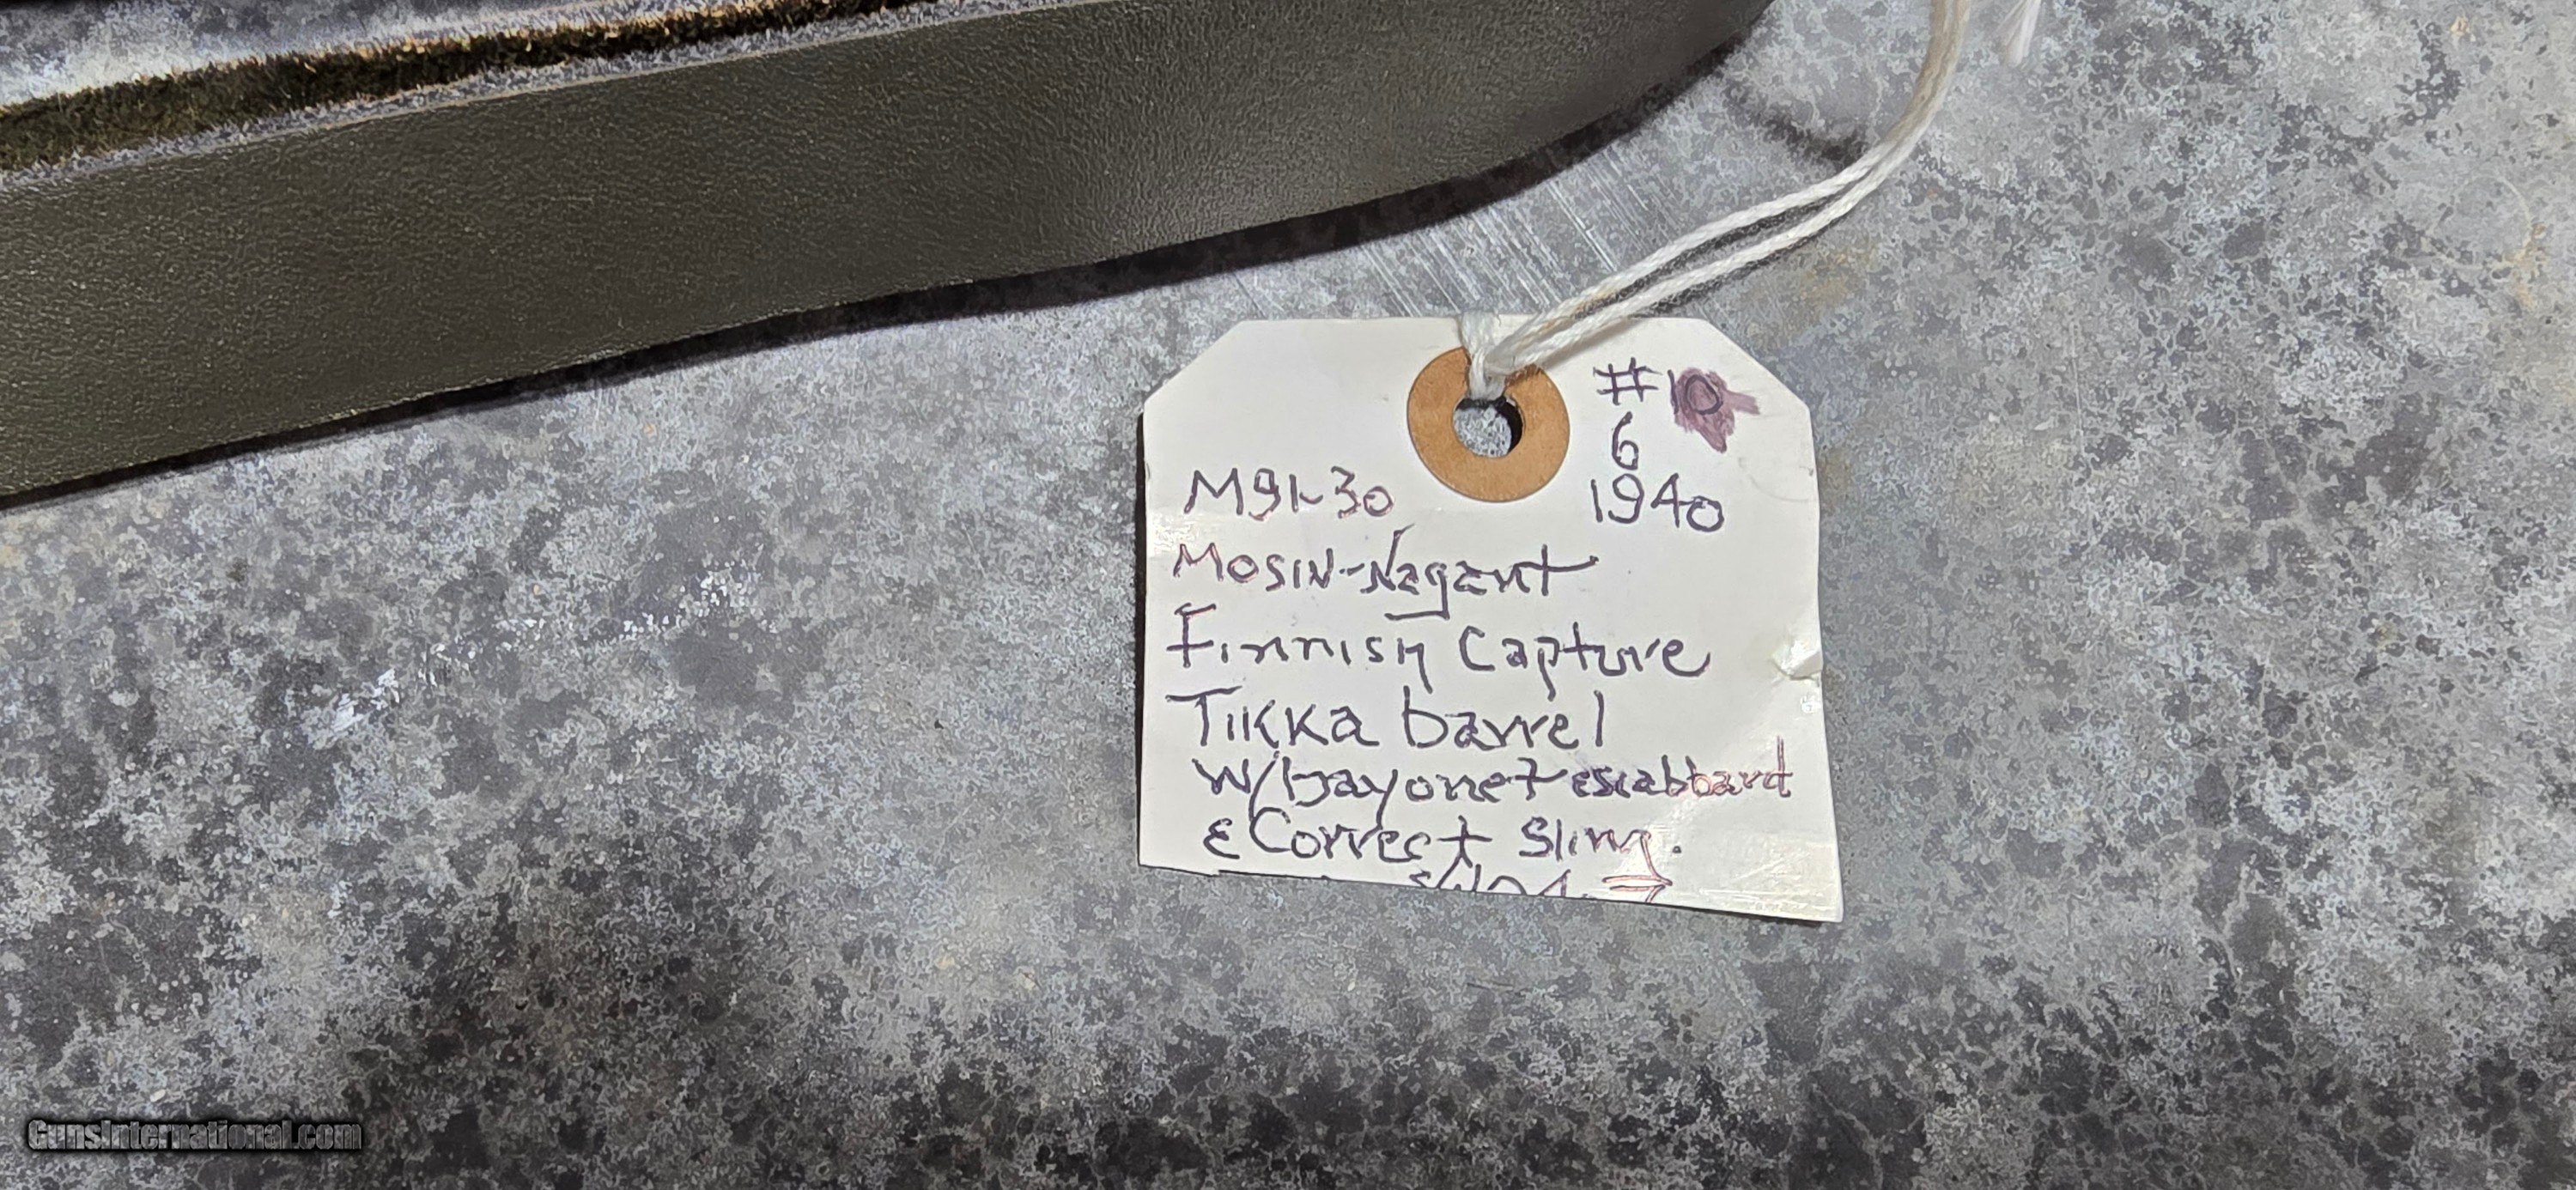 #10
6
1940
M91-30
Mosin-Nagant
Finnish Capture
Tikka barrel
w/bayonet & scabbard
& Correct Sling.
GunsInternational.com